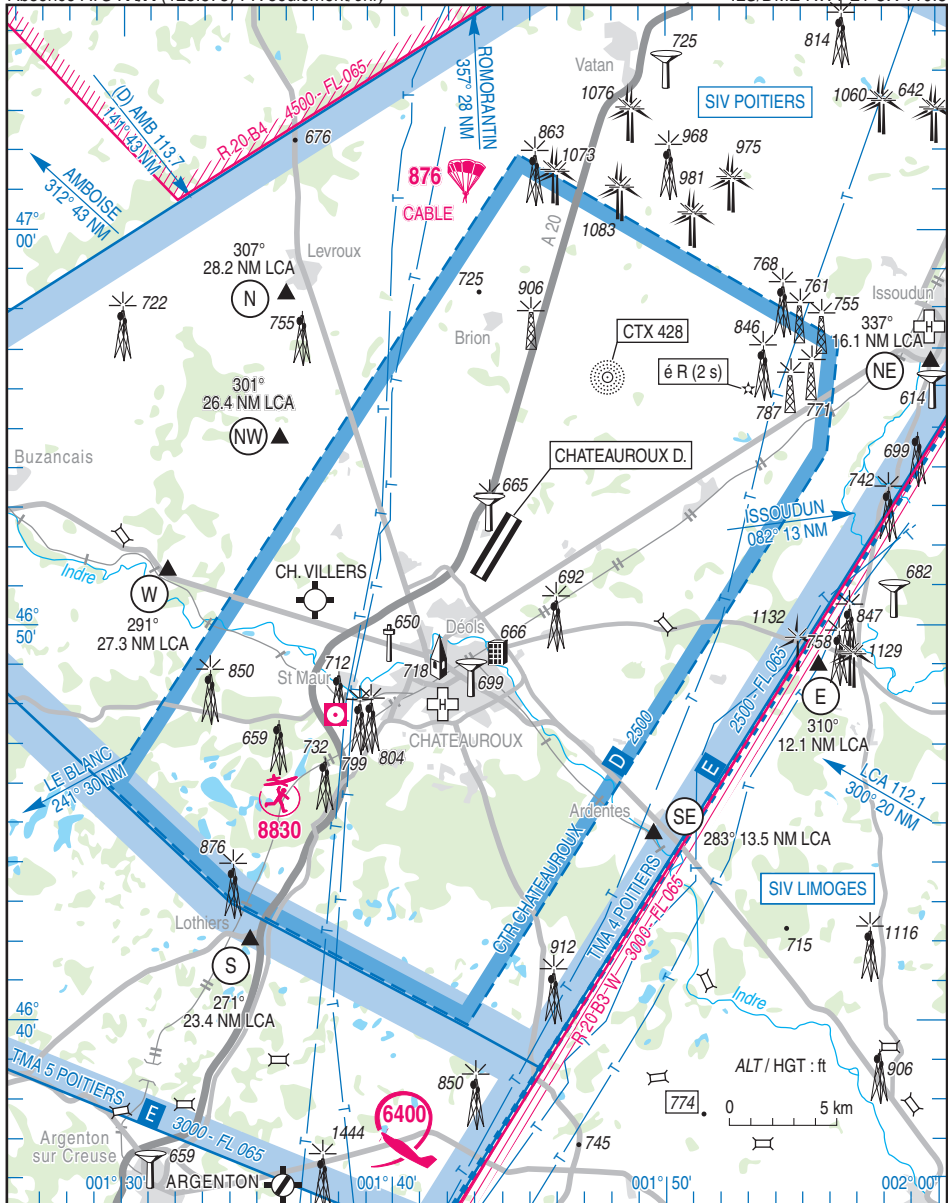 725
814
Vatan
ROMORANTIN
357° 28 NM
1076
SIV POITIERS
1060
642
(D) AMB 113.7
141° 43 NM
R-20-B4 4500 - FL 065
676
863
1073
968
975
876
CABLE
981
1083
AMBOISE
312° 43 NM
A 20
47°
00'
307°
28.2 NM LCA
N
Levroux
725
768
761
755
Issoudun
722
755
906
Brion
CTX 428
846
337°
16.1 NM LCA
H
é R (2 s)
NE
301°
26.4 NM LCA
787
771
614
NW
Buzancais
CHATEAUROUX D.
699
665
742
ISSOUDUN
082° 13 NM
Indre
CH. VILLERS
692
682
W
291°
27.3 NM LCA
46°
50'
650
Déols
666
1132
847
758
1129
850
St Maur
712
718
699
E
310°
12.1 NM LCA
H
CHATEAUROUX
659
732
799
804
D 2500
E 2500 - FL 065
LE BLANC
241° 30 NM
8830
LCA 112.1
300° 20 NM
Ardentes
SE
283° 13.5 NM LCA
876
CTR CHATEAUROUX
TMA 4 POITIERS
R-20-B3-W 3000-FL 065
SIV LIMOGES
Lothiers
715
1116
S
271°
23.4 NM LCA
912
Indre
46°
40'
TMA 5 POITIERS
E
3000 - FL 065
850
ALT / HGT : ft
906
6400
774
0 5 km
Argenton
sur Creuse
659
1444
745
ARGENTON
001° 30'
001° 40'
001° 50'
002° 00'